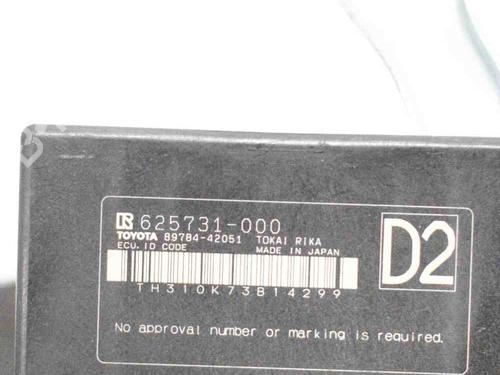 625731-000
TOYOTA 89784-42051 TOKAI RIKA
ECU, ID CODE MADE IN JAPAN
D2
TH310K73B14299
No approval number or marking is required.